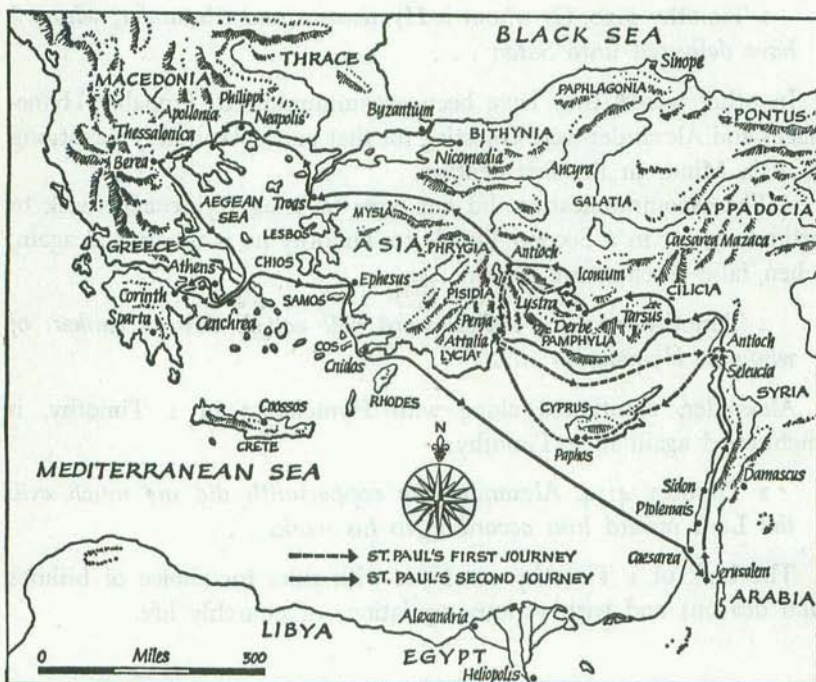 BLACK SEA
THRACE
Sinope
MACEDONIA
PAPHLAGONIA
Philippi
Apollonia
Neapolis
Byzantium
PONTUS
Thessalonica
BITHYNIA
Berea
Nicomedia
Ancyra
AEGEAN
SEA
Troas
GALATIA
MYSIA
CAPPADOCIA
LESBOS
ASIA
PHRYGIA
GREECE
Antioch
Caesarea Mazaca
CHIOS
Athens
Ephesus
Iconium
CILICIA
PISIDIA
Corinth
SAMOS
Lystra
Tarsus
Sparta
Cenchrea
Perga
Derbe
Attalia
PAMPHYLIA
Antioch
COS
LYCIA
Seleucia
Cnidos
RHODES
SYRIA
Cnossos
CYPRUS
CRETE
Paphos
N
MEDITERRANEAN SEA
Damascus
Sidon
Ptolemais
ST. PAUL'S FIRST JOURNEY
Caesarea
ST. PAUL'S SECOND JOURNEY
Jerusalem
ARABIA
Alexandria
LIBYA
EGYPT
0 Miles 300
Heliopolis